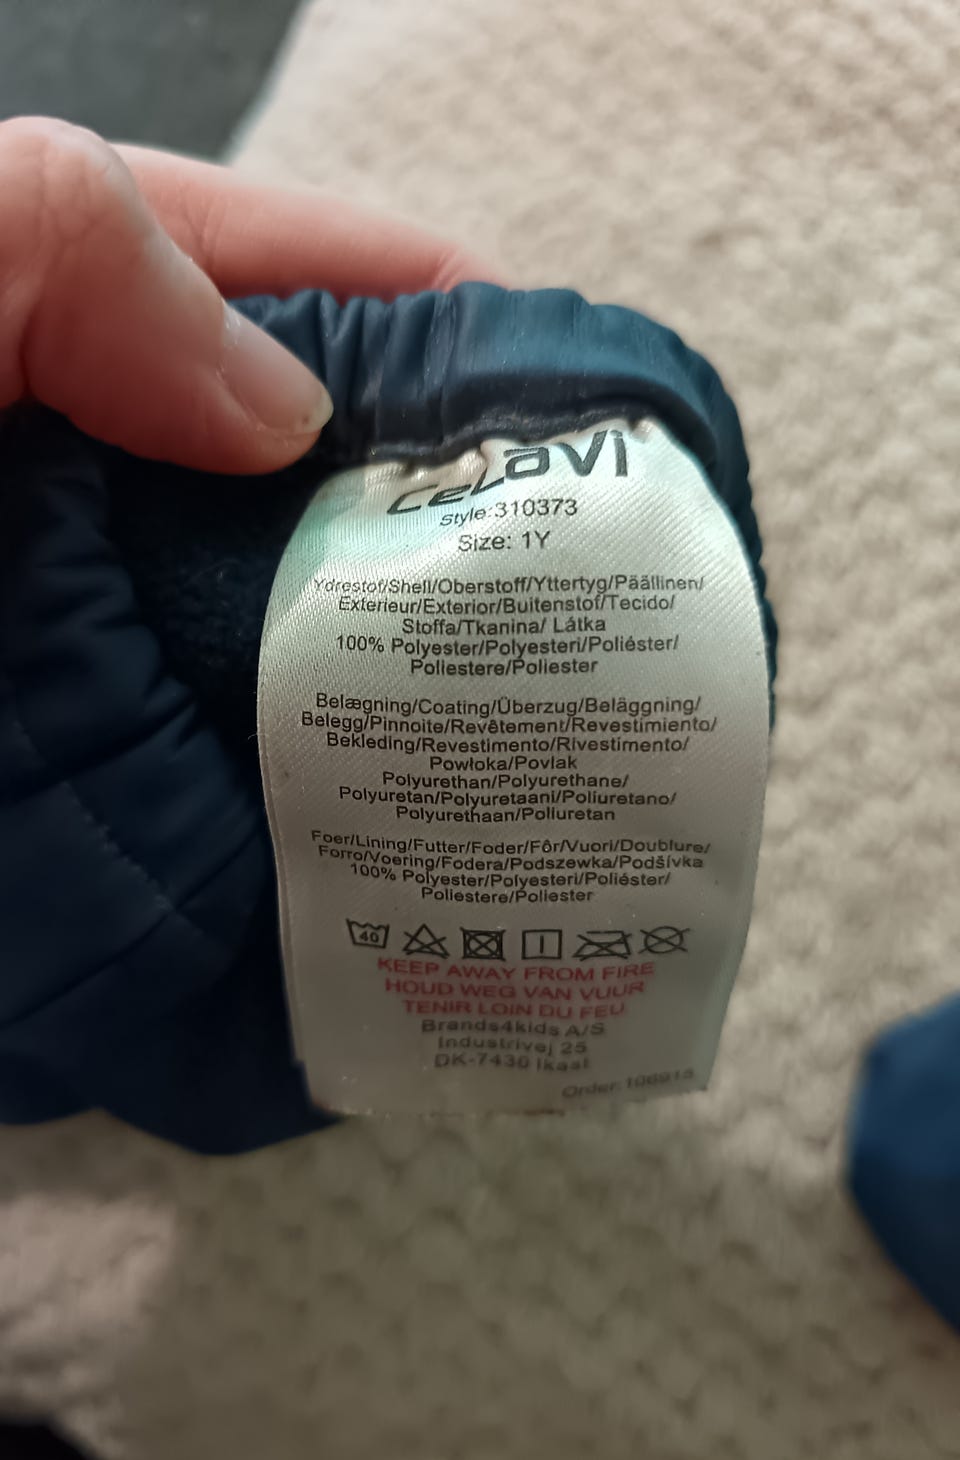 CeLavi
Style:310373
Size: 1Y
Ydrestof/Shell/Oberstoff/Yttertyg/Päällinen/
Exterieur/Exterior/Buitenstof/Tecido/
Stoffa/Tkanina/ Látka
100% Polyester/Polyesteri/Poliéster/
Poliestere/Poliester
Belægning/Coating/Überzug/Beläggning/
Belegg/Pinnoite/Revêtement/Revestimiento/
Bekleding/Revestimento/Rivestimento/
Powłoka/Povlak
Polyurethan/Polyurethane/
Polyuretan/Polyuretaani/Poliuretano/
Polyurethaan/Poliuretan
Foer/Lining/Futter/Foder/Fôr/Vuori/Doublure/
Forro/Voering/Fodera/Podszewka/Podšívka
100% Polyester/Polyesteri/Poliéster/
Poliestere/Poliester
40
KEEP AWAY FROM FIRE
HOUD WEG VAN VUUR
TENIR LOIN DU FEU
Brands4kids A/S
Industrivej 25
DK-7430 Ikast
Order: 106915